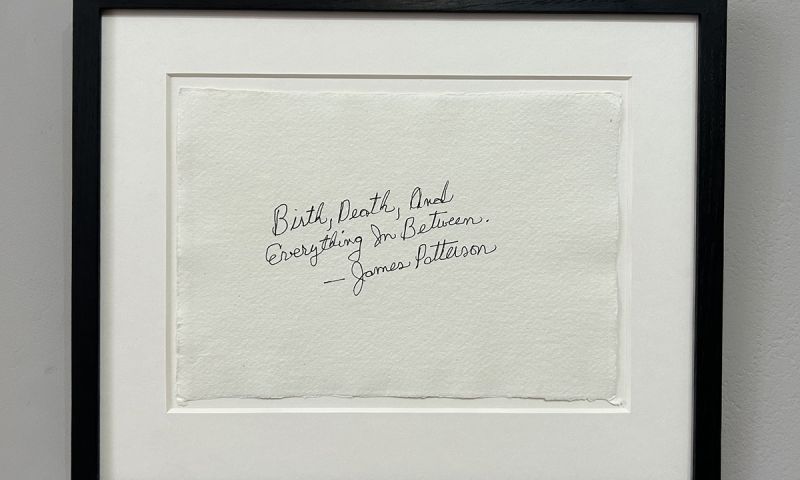 Birth, Death, And
Everything In Between.
— James Patterson